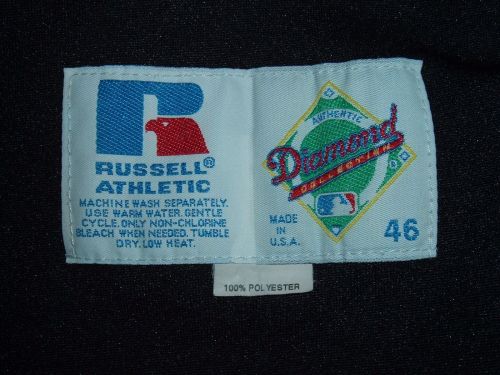 RUSSELL®
ATHLETIC
MACHINE WASH SEPARATELY.
USE WARM WATER. GENTLE
CYCLE. ONLY NON-CHLORINE
BLEACH WHEN NEEDED. TUMBLE
DRY. LOW HEAT.
AUTHENTIC
Diamond
COLLECTION
MADE
IN
U.S.A.
46
100% POLYESTER